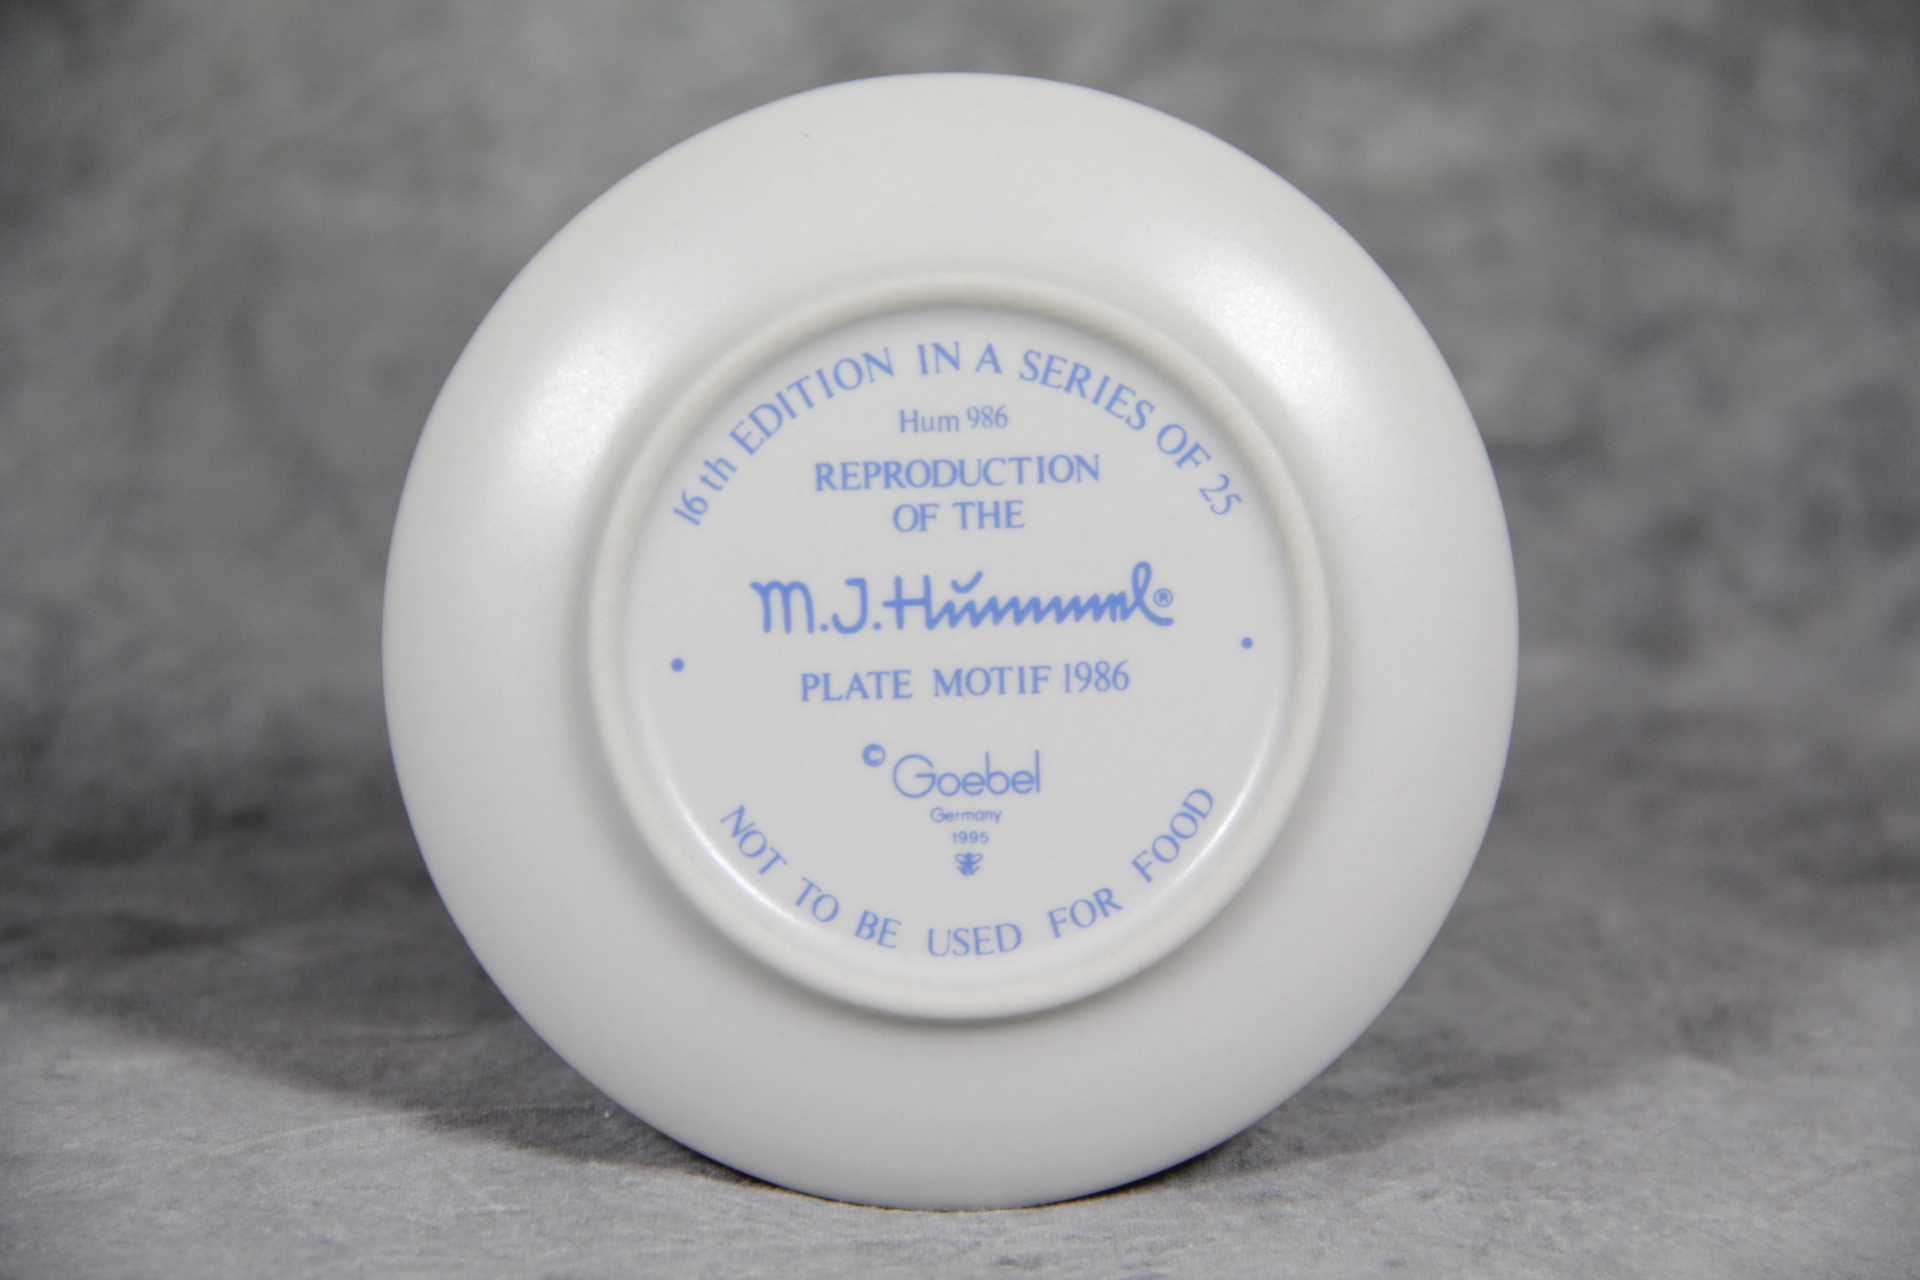 16th EDITION IN A SERIES OF 25
Hum 986
REPRODUCTION
OF THE
M.J.Hummel®
PLATE MOTIF 1986
© Goebel
Germany
1995
NOT TO BE USED FOR FOOD